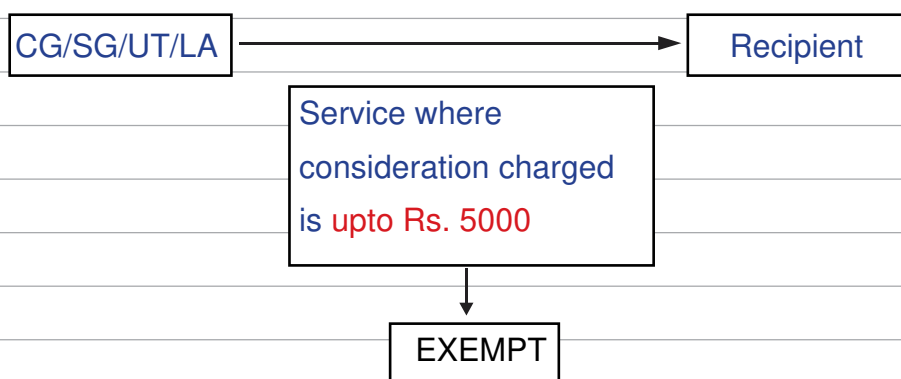 CG/SG/UT/LA
Recipient
Service where
consideration charged
is upto Rs. 5000
EXEMPT